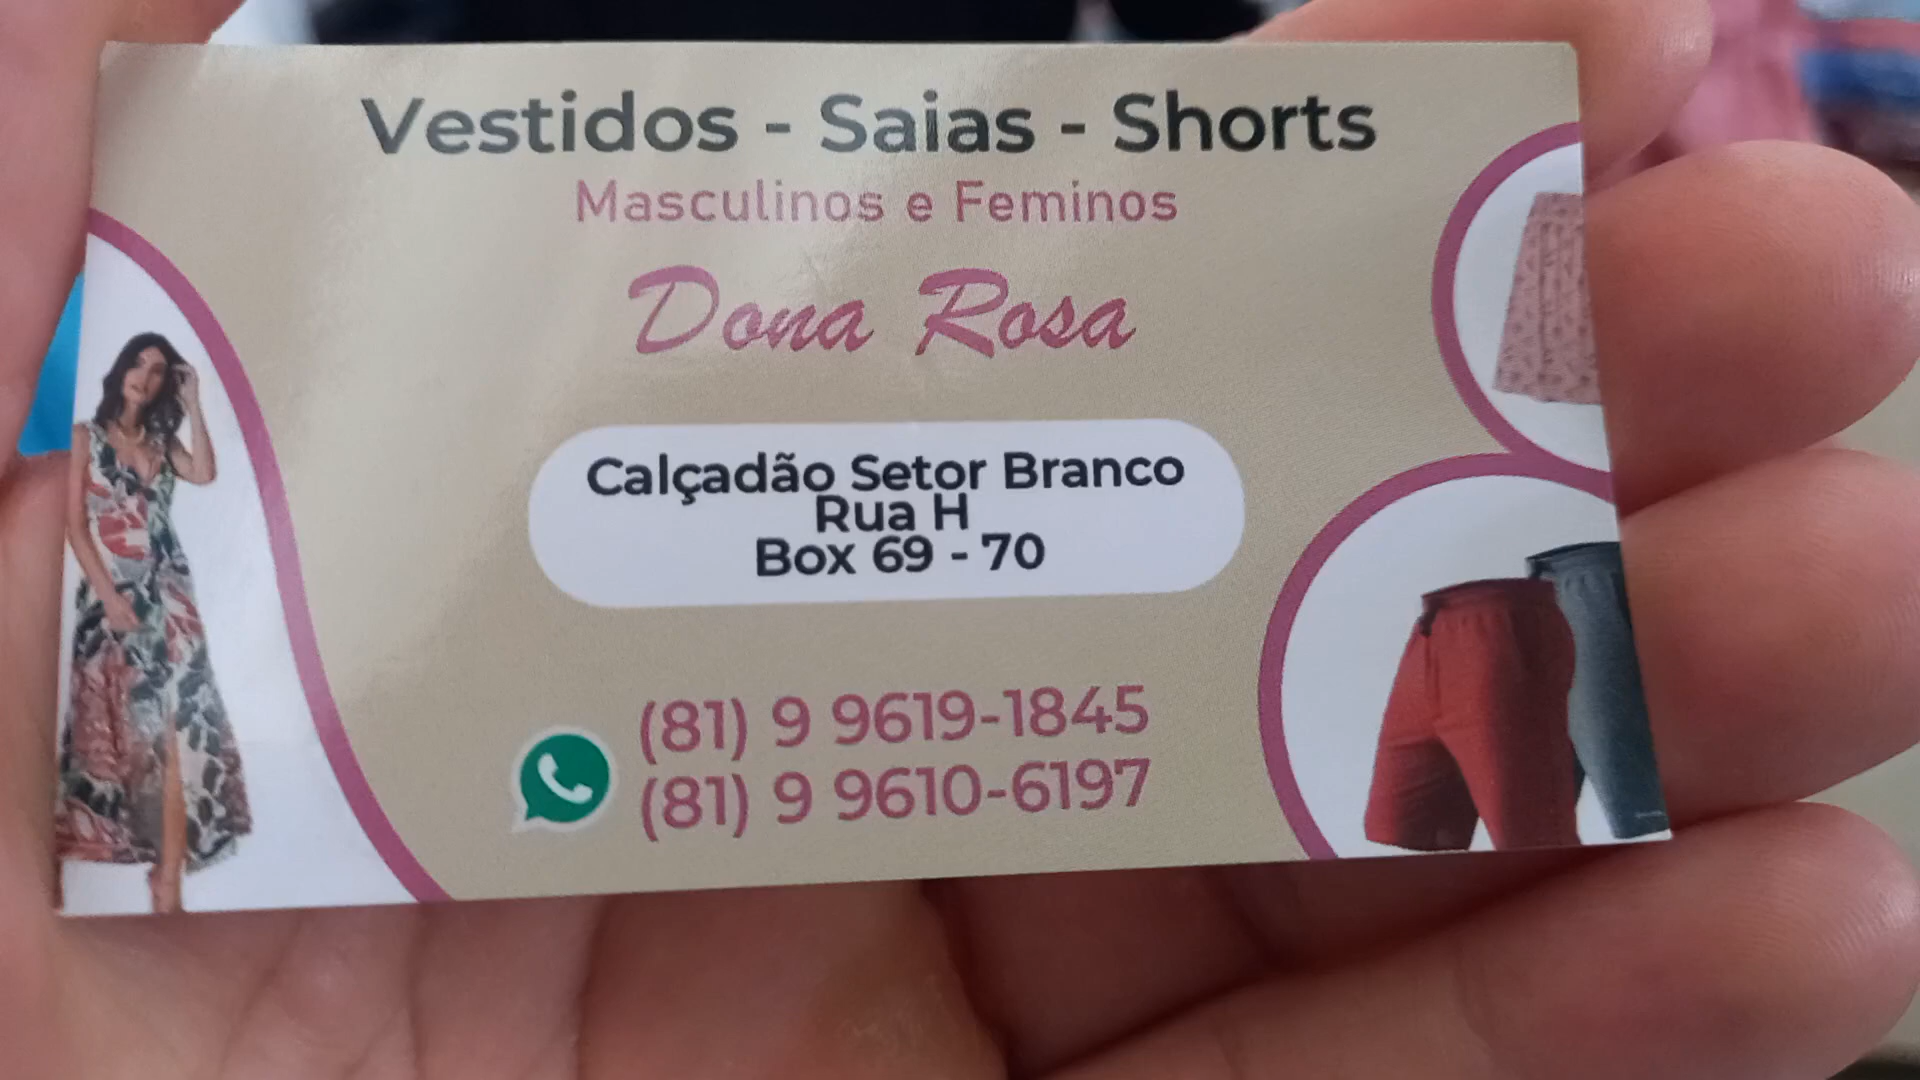 Vestidos - Saias - Shorts
Masculinos e Feminos
Dona Rosa
Calçadão Setor Branco
Rua H
Box 69 - 70
(81) 9 9619-1845
(81) 9 9610-6197